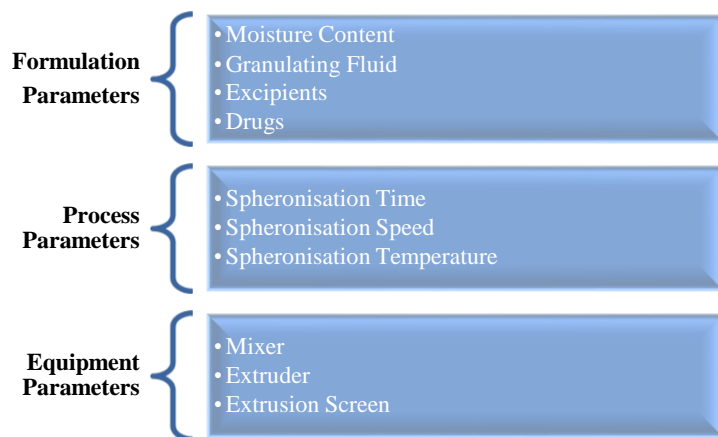 Formulation
Parameters
• Moisture Content
• Granulating Fluid
• Excipients
• Drugs
Process
Parameters
• Spheronisation Time
• Spheronisation Speed
• Spheronisation Temperature
Equipment
Parameters
• Mixer
• Extruder
• Extrusion Screen